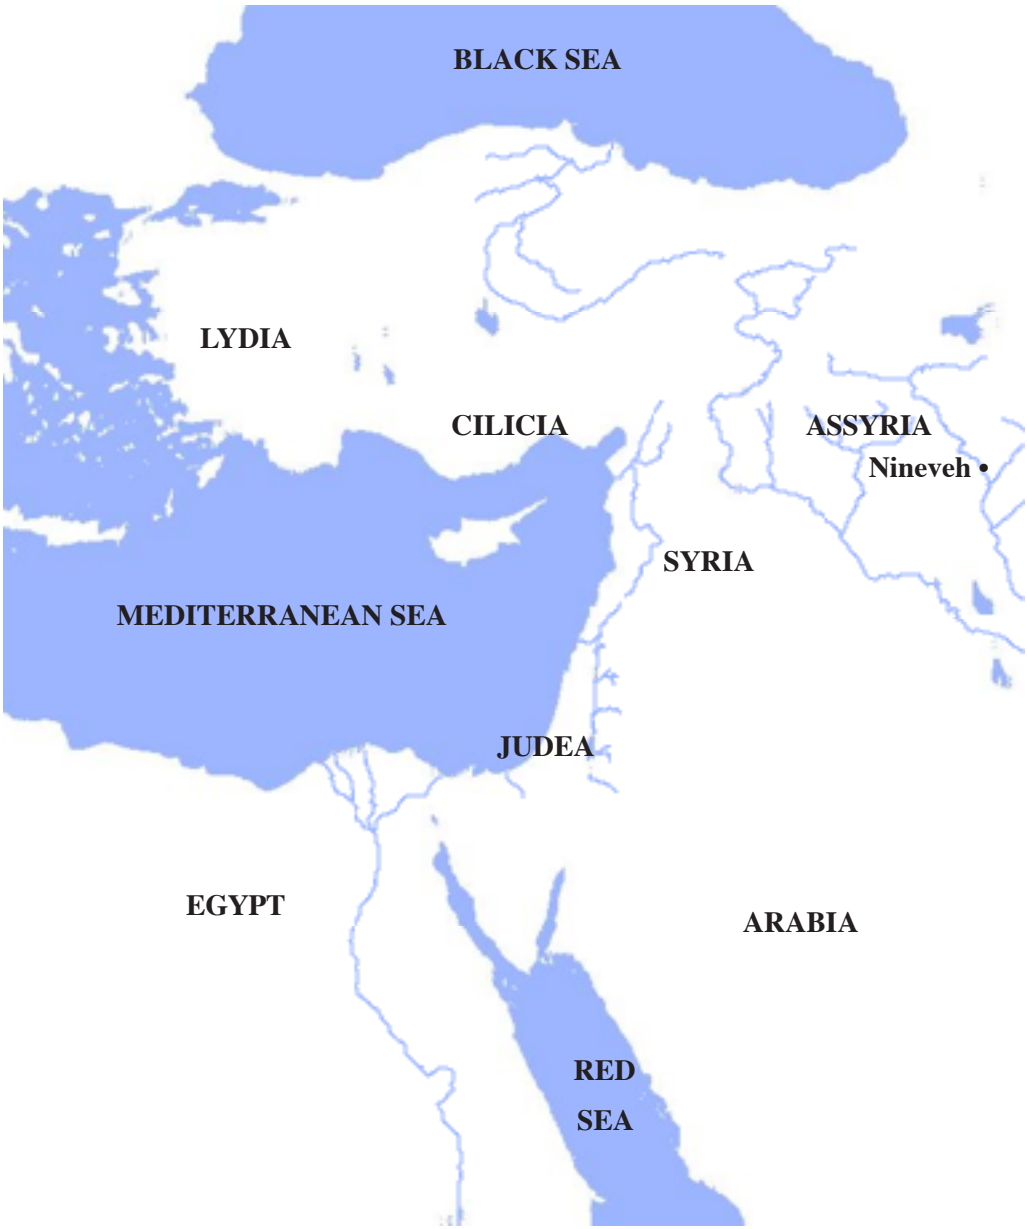 BLACK SEA
LYDIA
CILICIA
ASSYRIA
Nineveh •
SYRIA
MEDITERRANEAN SEA
JUDEA
EGYPT
ARABIA
RED
SEA